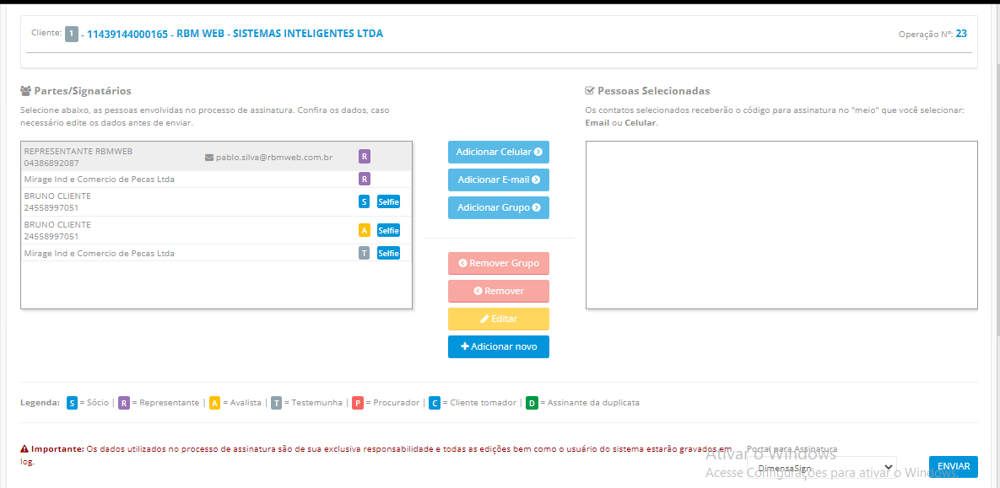 Cliente: 1 - 11439144000165 - RBM WEB - SISTEMAS INTELIGENTES LTDA
Operação Nº: 23
Partes/Signatários
Selecione abaixo, as pessoas envolvidas no processo de assinatura. Confira os dados, caso
necessário edite os dados antes de enviar.
REPRESENTANTE RBMWEB
04386892087
pablo.silva@rbmweb.com.br
R
Mirage Ind e Comercio de Pecas Ltda R
BRUNO CLIENTE
24558997051
S Selfie
BRUNO CLIENTE
24558997051
A Selfie
Mirage Ind e Comercio de Pecas Ltda T Selfie
Adicionar Celular
Adicionar E-mail
Adicionar Grupo
Remover Grupo
Remover
Editar
Adicionar novo
Pessoas Selecionadas
Os contatos selecionados receberão o código para assinatura no "meio" que você selecionar:
Email ou Celular.
Legenda: S = Sócio | R = Representante | A = Avalista | T = Testemunha | P = Procurador | C = Cliente tomador | D = Assinante da duplicata
Importante: Os dados utilizados no processo de assinatura são de sua exclusiva responsabilidade e todas as edições bem como o usuário do sistema estarão gravados em
log.
Portal para Assinatura
DimensaSign
ENVIAR
Ativar o Windows
Acesse Configurações para ativar o Windows.